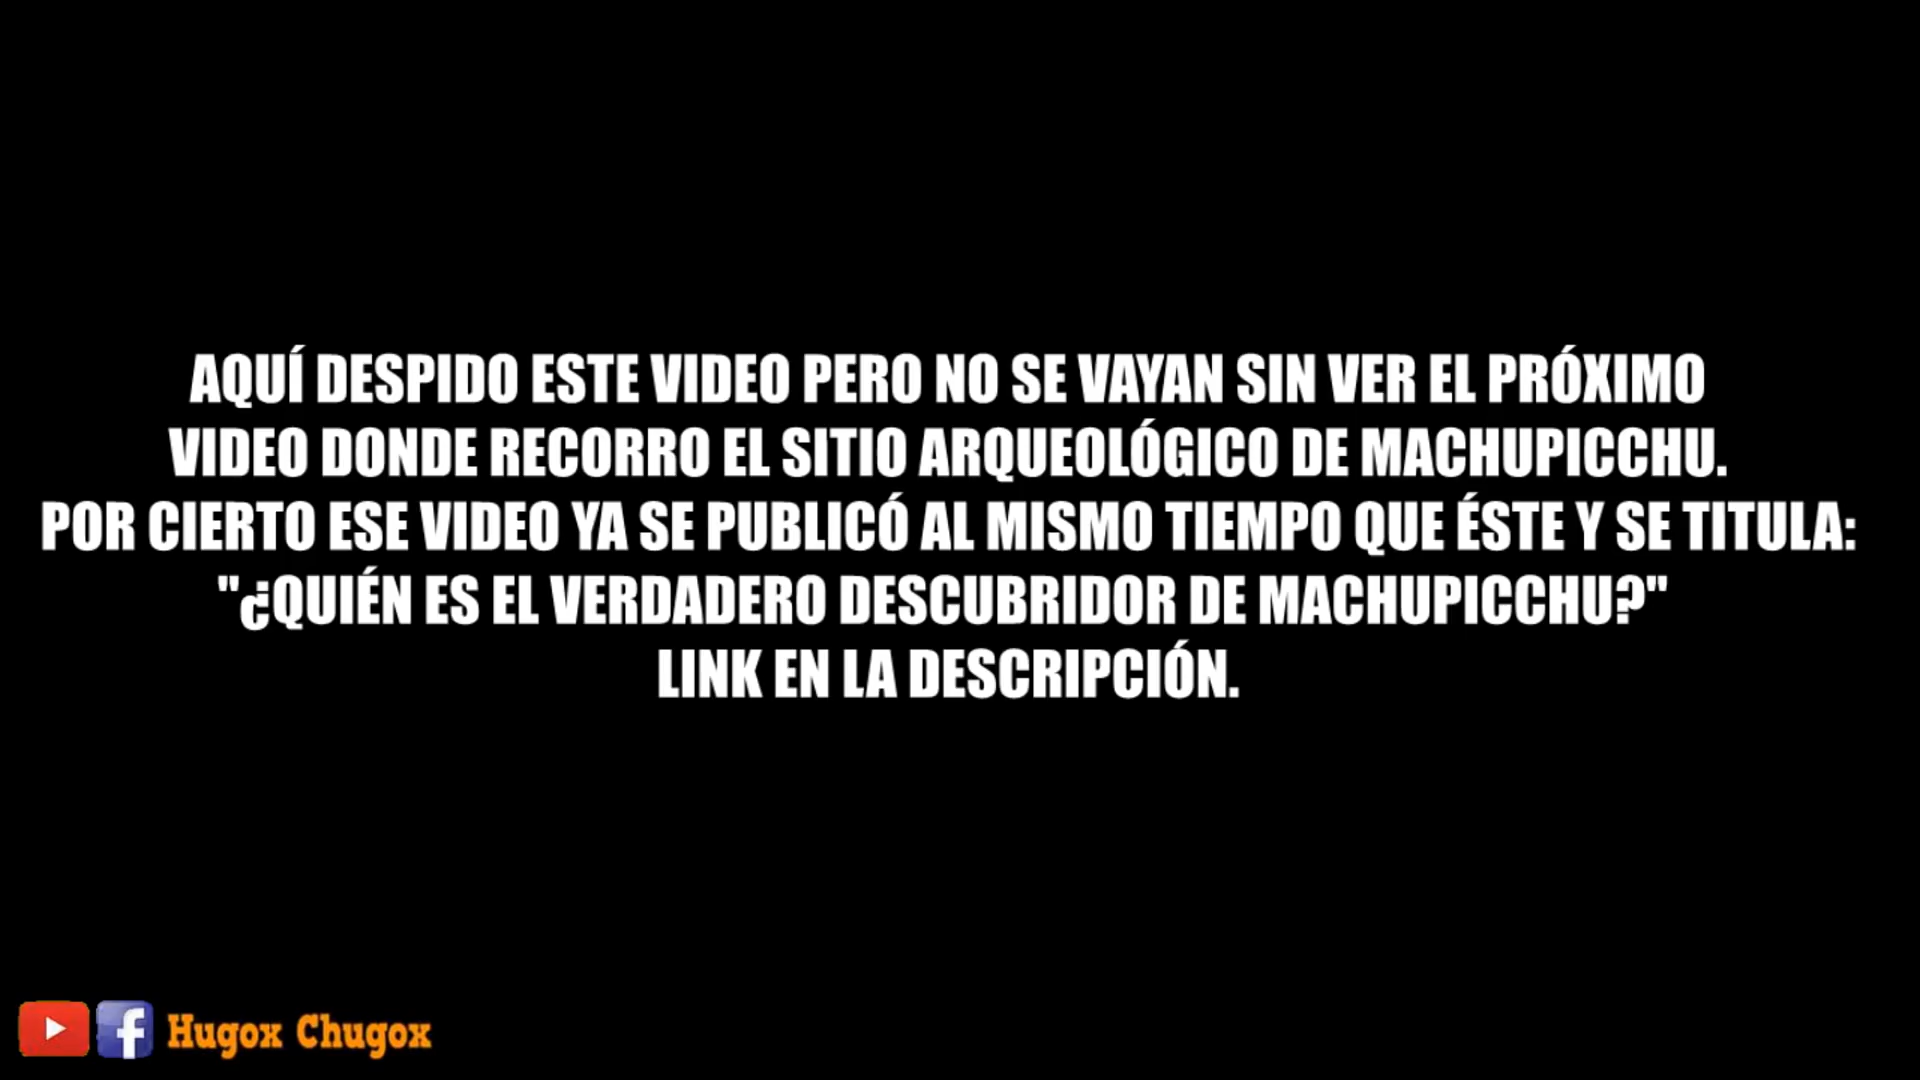 AQUÍ DESPIDO ESTE VIDEO PERO NO SE VAYAN SIN VER EL PRÓXIMO
VIDEO DONDE RECORRO EL SITIO ARQUEOLÓGICO DE MACHUPICCHU.
POR CIERTO ESE VIDEO YA SE PUBLICÓ AL MISMO TIEMPO QUE ÉSTE Y SE TITULA:
"¿QUIÉN ES EL VERDADERO DESCUBRIDOR DE MACHUPICCHU?"
LINK EN LA DESCRIPCIÓN.
Hugox Chugox